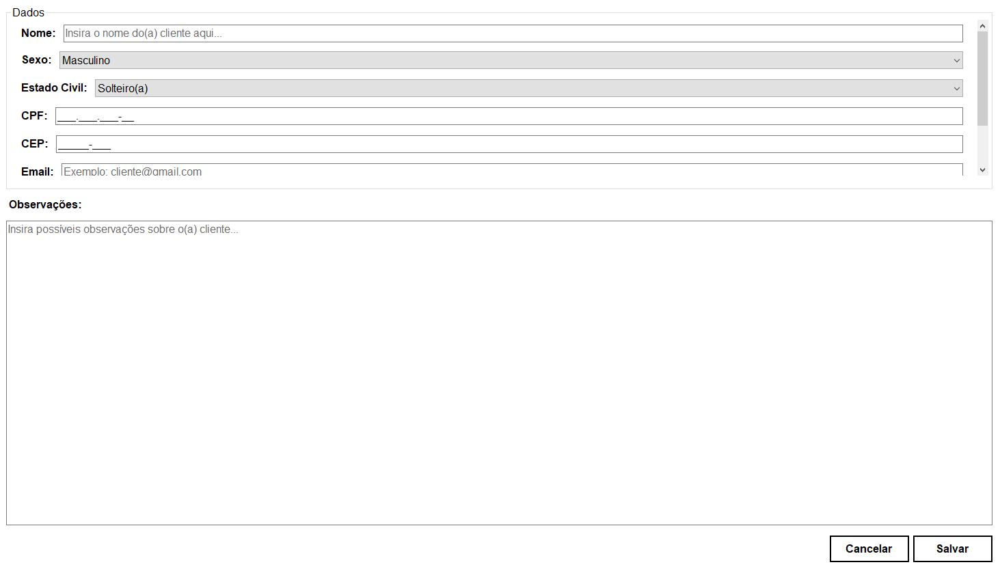 Dados
Nome: Insira o nome do(a) cliente aqui...
Sexo: Masculino
Estado Civil: Solteiro(a)
CPF: ___.___.___-__
CEP: _____-___
Email: Exemplo: cliente@gmail.com
Observações:
Insira possíveis observações sobre o(a) cliente...
Cancelar Salvar